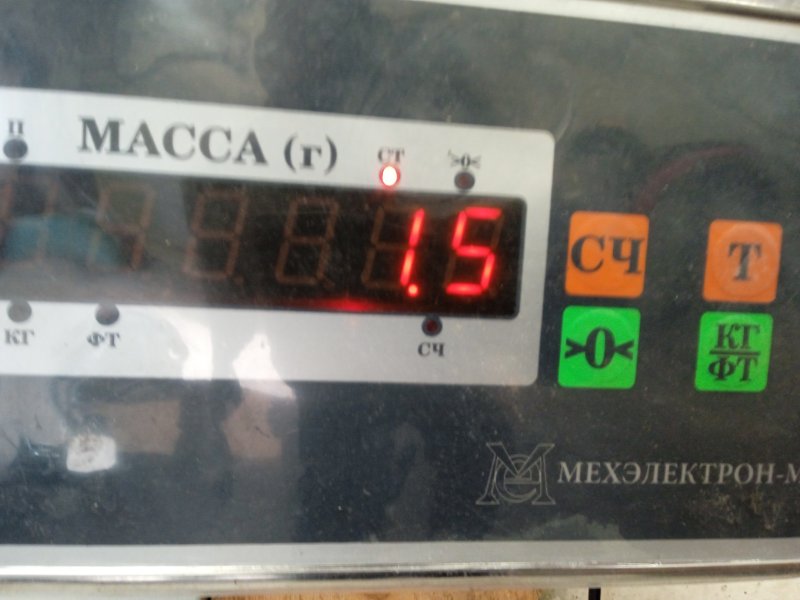 П
МАССА (г)
СТ
>0<
1.5
КГ
ФТ
СЧ
СЧ
Т
>0<
КГ
ФТ
МЕХЭЛЕКТРОН-М